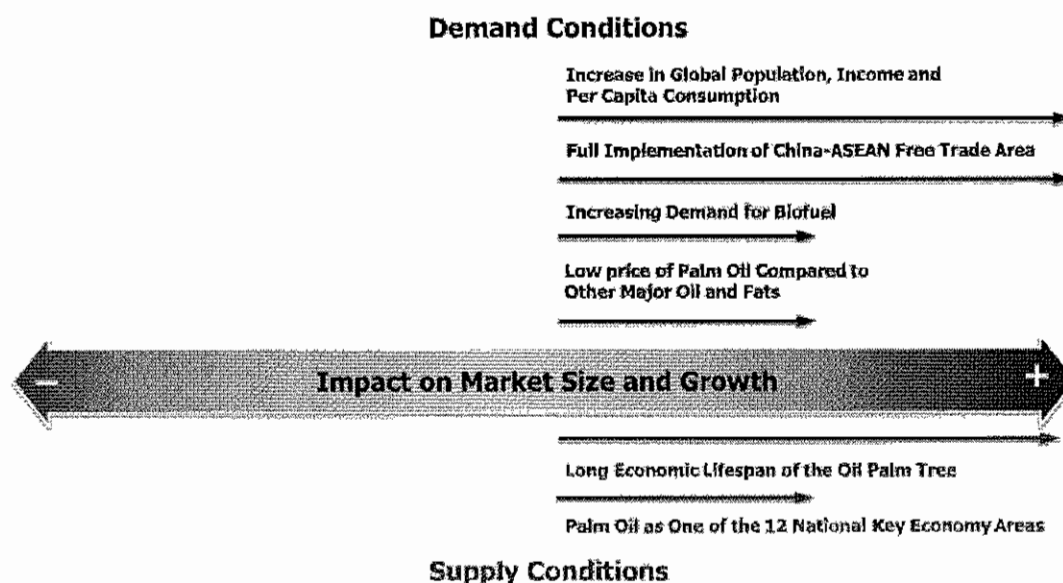 Demand Conditions
Increase in Global Population, Income and
Per Capita Consumption
Full Implementation of China-ASEAN Free Trade Area
Increasing Demand for Biofuel
Low price of Palm Oil Compared to
Other Major Oil and Fats
− Impact on Market Size and Growth +
Long Economic Lifespan of the Oil Palm Tree
Palm Oil as One of the 12 National Key Economy Areas
Supply Conditions